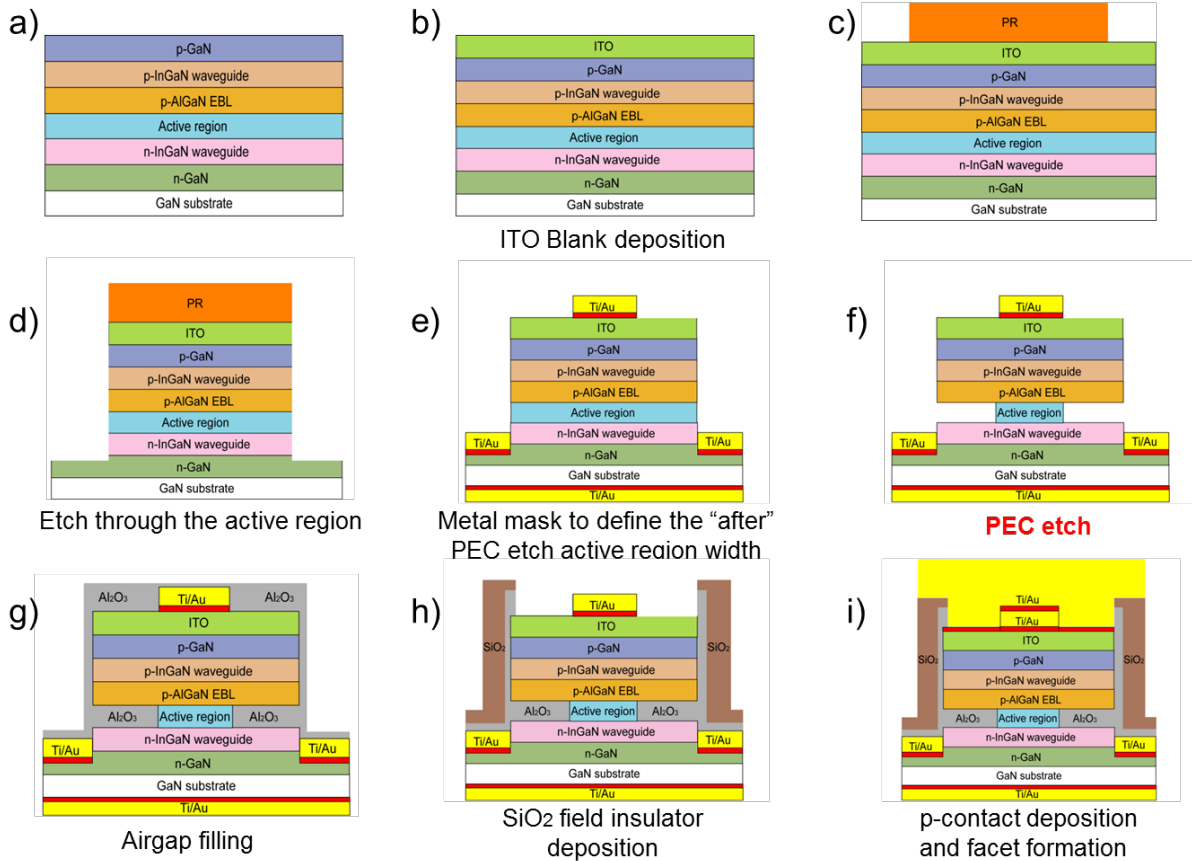 a)
p-GaN
p-InGaN waveguide
p-AlGaN EBL
Active region
n-InGaN waveguide
n-GaN
GaN substrate
b)
ITO
p-GaN
p-InGaN waveguide
p-AlGaN EBL
Active region
n-InGaN waveguide
n-GaN
GaN substrate
ITO Blank deposition
c)
PR
ITO
p-GaN
p-InGaN waveguide
p-AlGaN EBL
Active region
n-InGaN waveguide
n-GaN
GaN substrate
d)
PR
ITO
p-GaN
p-InGaN waveguide
p-AlGaN EBL
Active region
n-InGaN waveguide
n-GaN
GaN substrate
Etch through the active region
e)
Ti/Au
ITO
p-GaN
p-InGaN waveguide
p-AlGaN EBL
Active region
n-InGaN waveguide
Ti/Au
Ti/Au
n-GaN
GaN substrate
Ti/Au
Metal mask to define the “after”
PEC etch active region width
f)
Ti/Au
ITO
p-GaN
p-InGaN waveguide
p-AlGaN EBL
Active region
n-InGaN waveguide
Ti/Au
Ti/Au
n-GaN
GaN substrate
Ti/Au
PEC etch
g)
Al₂O₃
Ti/Au
Al₂O₃
ITO
p-GaN
p-InGaN waveguide
p-AlGaN EBL
Al₂O₃
Active region
Al₂O₃
n-InGaN waveguide
Ti/Au
Ti/Au
n-GaN
GaN substrate
Ti/Au
Airgap filling
h)
Ti/Au
ITO
p-GaN
SiO₂
p-InGaN waveguide
SiO₂
p-AlGaN EBL
Al₂O₃
Active region
Al₂O₃
n-InGaN waveguide
Ti/Au
Ti/Au
n-GaN
GaN substrate
Ti/Au
SiO₂ field insulator
deposition
i)
Ti/Au
Ti/Au
ITO
p-GaN
SiO₂
SiO₂
p-InGaN waveguide
p-AlGaN EBL
Al₂O₃
Active region
Al₂O₃
n-InGaN waveguide
Ti/Au
Ti/Au
n-GaN
GaN substrate
Ti/Au
p-contact deposition
and facet formation